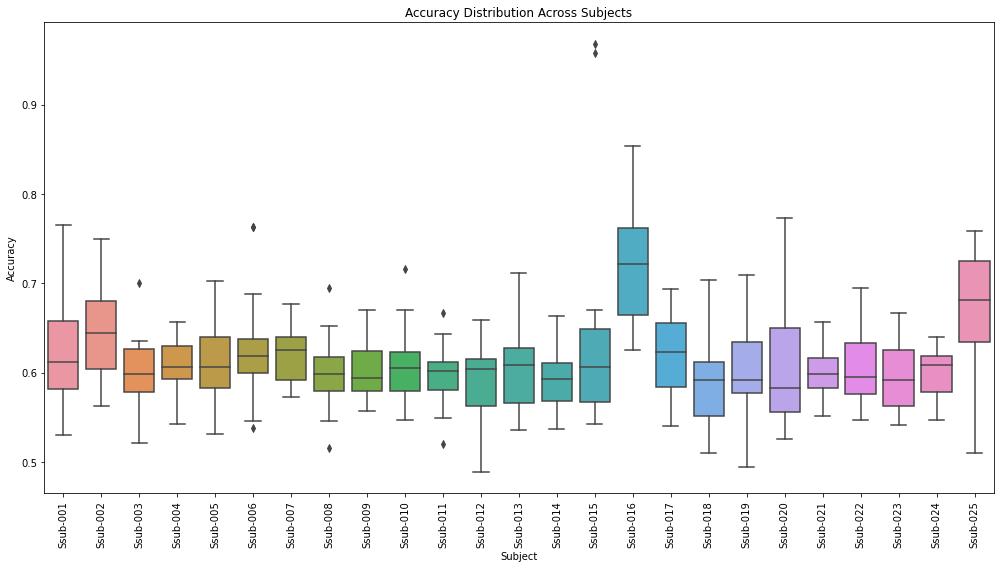 Accuracy Distribution Across Subjects
Accuracy
0.9
0.8
0.7
0.6
0.5
Ssub-001
Ssub-002
Ssub-003
Ssub-004
Ssub-005
Ssub-006
Ssub-007
Ssub-008
Ssub-009
Ssub-010
Ssub-011
Ssub-012
Ssub-013
Ssub-014
Ssub-015
Ssub-016
Ssub-017
Ssub-018
Ssub-019
Ssub-020
Ssub-021
Ssub-022
Ssub-023
Ssub-024
Ssub-025
Subject